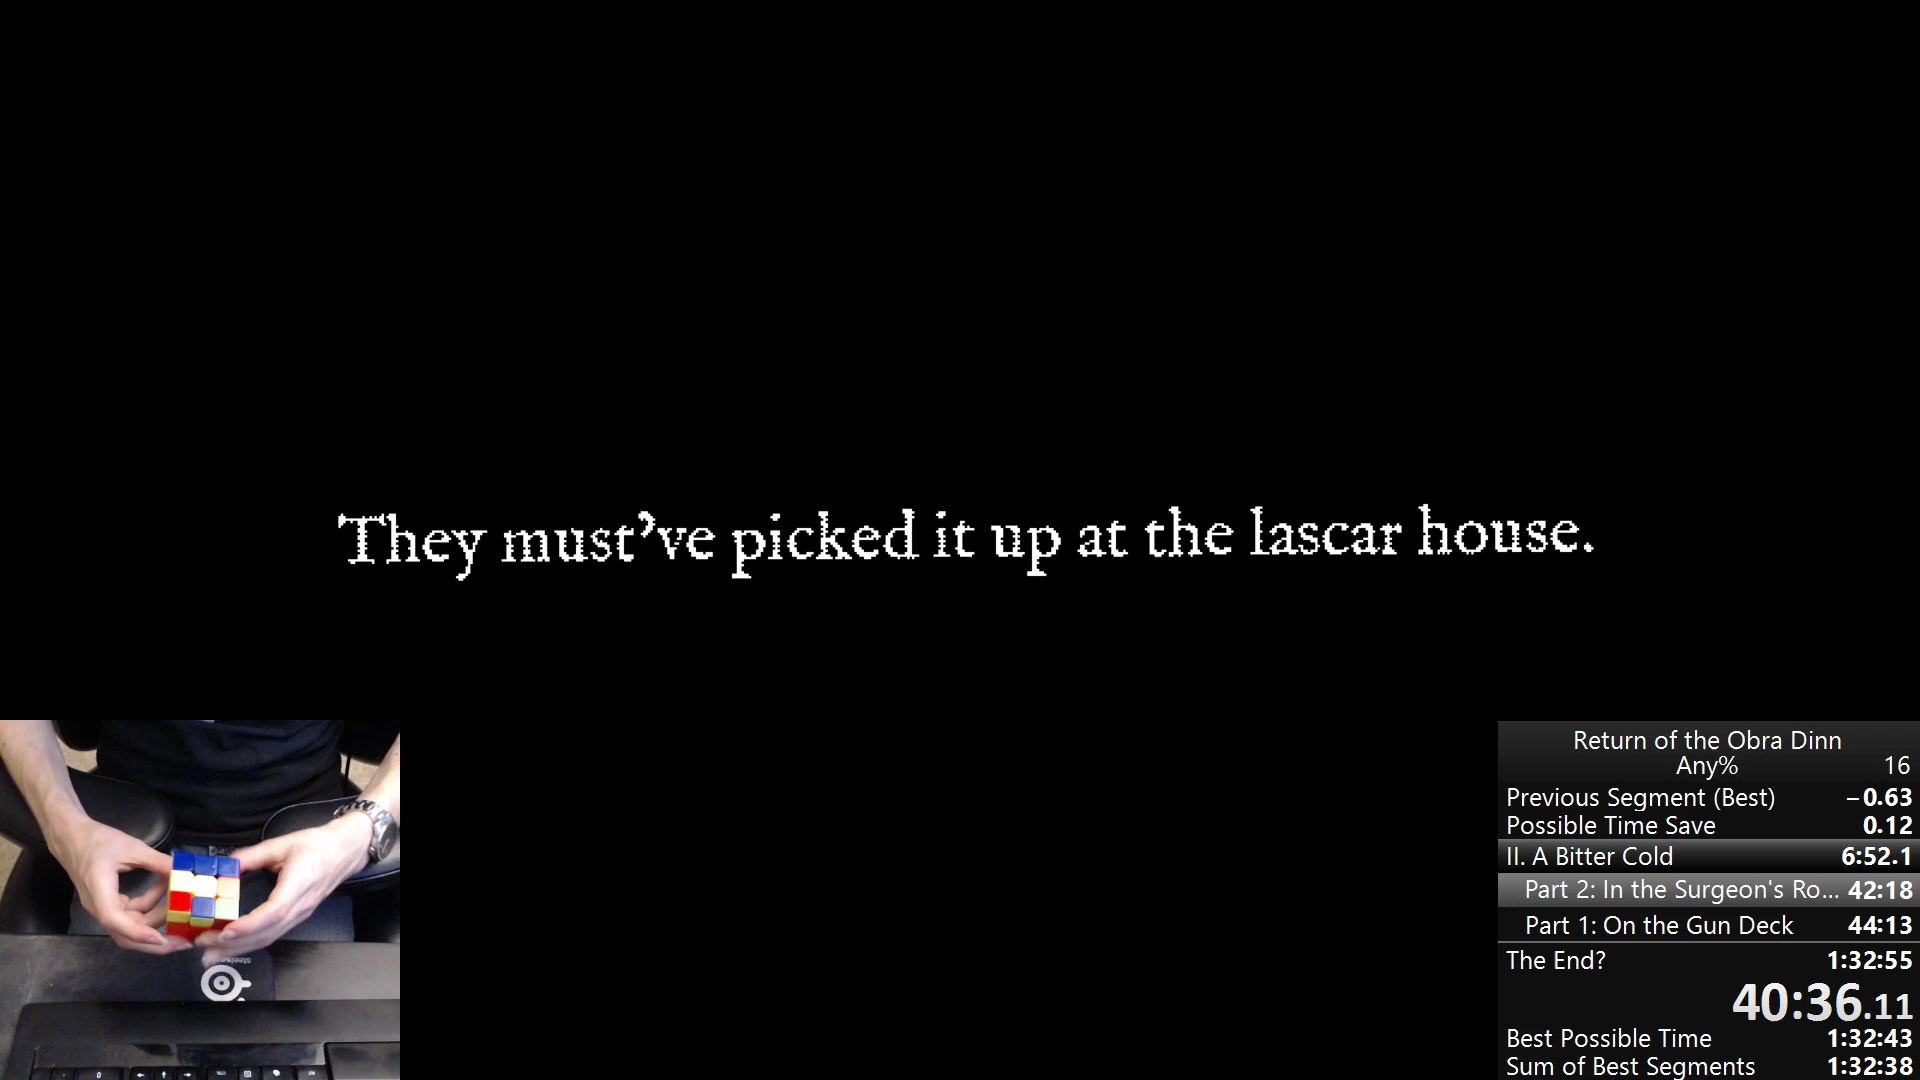 They must’ve picked it up at the lascar house.
Return of the Obra Dinn
Any% 16
Previous Segment (Best) −0.63
Possible Time Save 0.12
II. A Bitter Cold 6:52.1
Part 2: In the Surgeon's Ro... 42:18
Part 1: On the Gun Deck 44:13
The End? 1:32:55
40:36.11
Best Possible Time 1:32:43
Sum of Best Segments 1:32:38